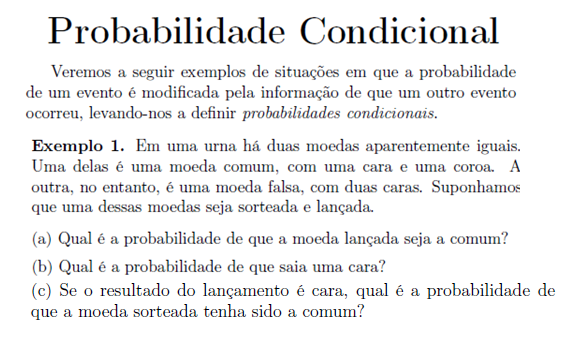 Probabilidade Condicional
Veremos a seguir exemplos de situações em que a probabilidade
de um evento é modificada pela informação de que um outro evento
ocorreu, levando-nos a definir probabilidades condicionais.
Exemplo 1. Em uma urna há duas moedas aparentemente iguais.
Uma delas é uma moeda comum, com uma cara e uma coroa. A
outra, no entanto, é uma moeda falsa, com duas caras. Suponhamos
que uma dessas moedas seja sorteada e lançada.
(a) Qual é a probabilidade de que a moeda lançada seja a comum?
(b) Qual é a probabilidade de que saia uma cara?
(c) Se o resultado do lançamento é cara, qual é a probabilidade de
que a moeda sorteada tenha sido a comum?